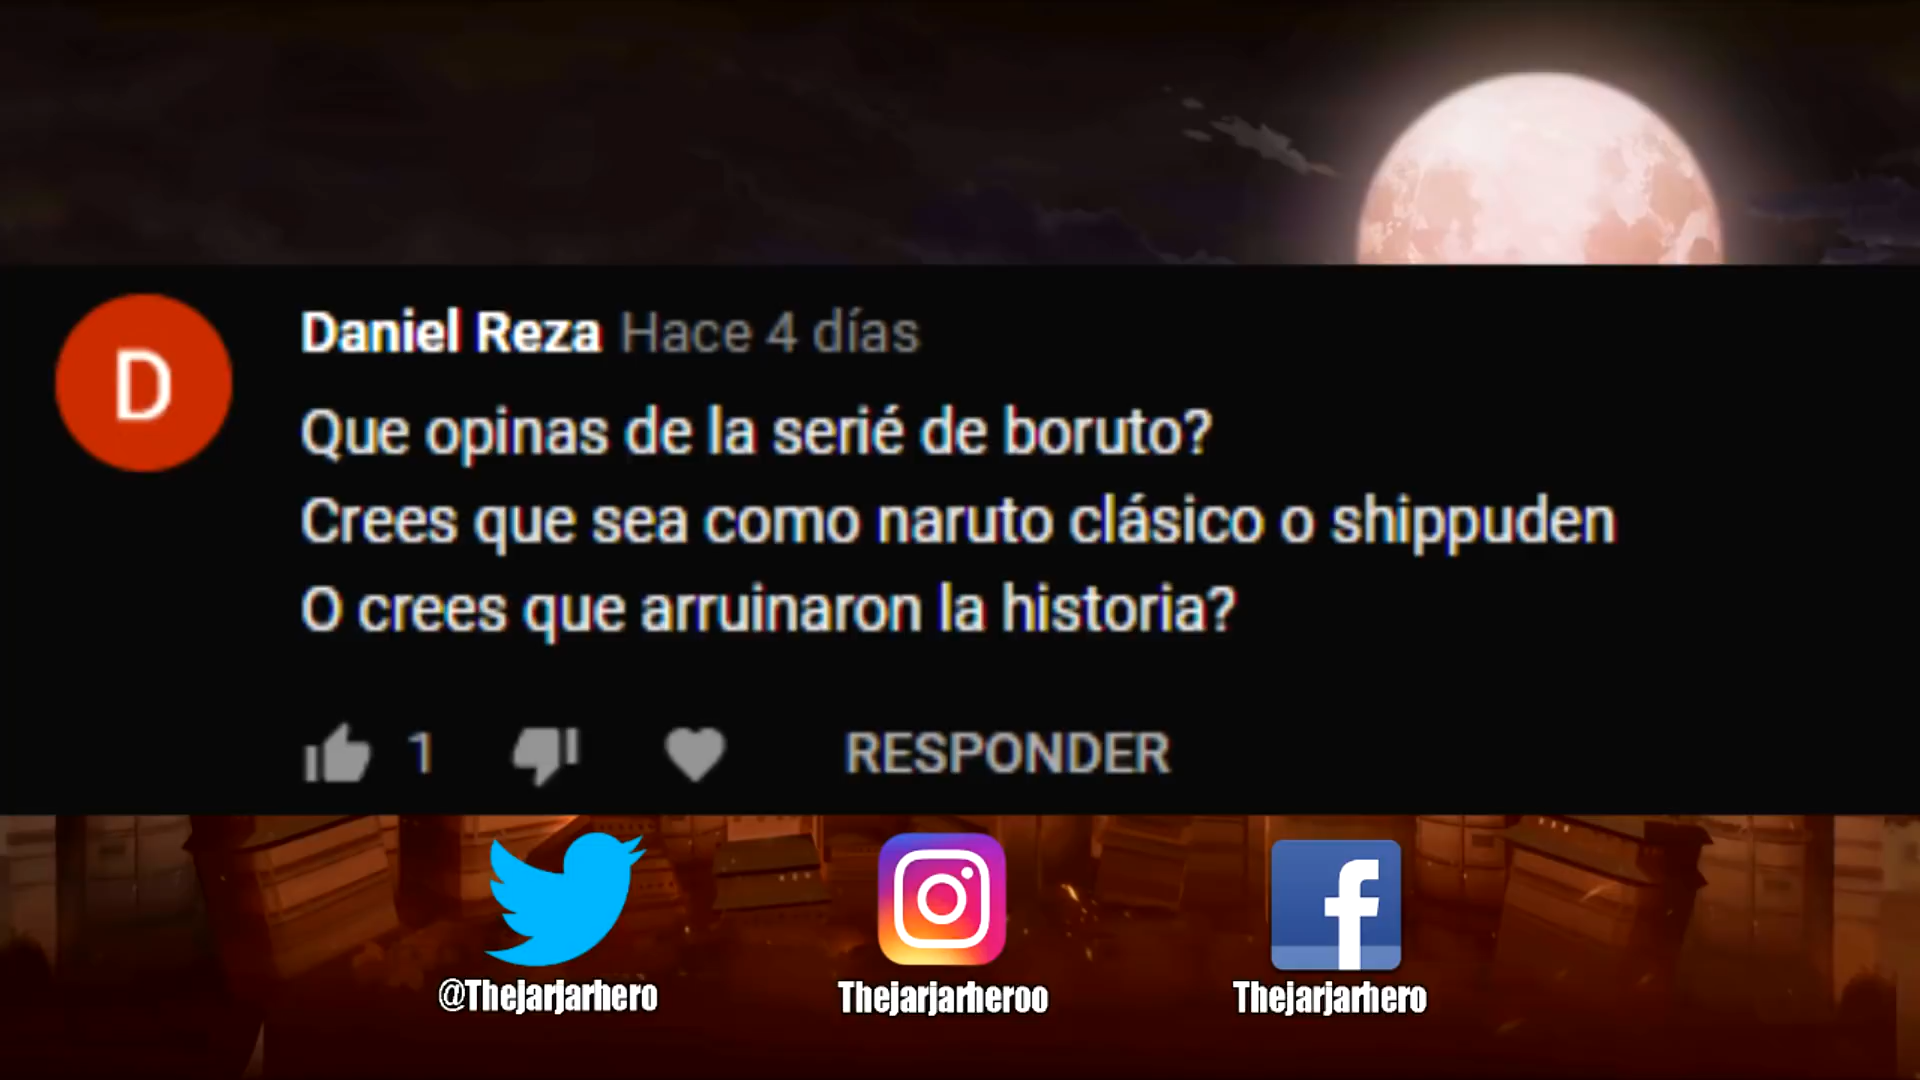 D
Daniel Reza Hace 4 días
Que opinas de la serié de boruto?
Crees que sea como naruto clásico o shippuden
O crees que arruinaron la historia?
1 RESPONDER
@Thejarjarhero Thejarjarheroo Thejarjarhero